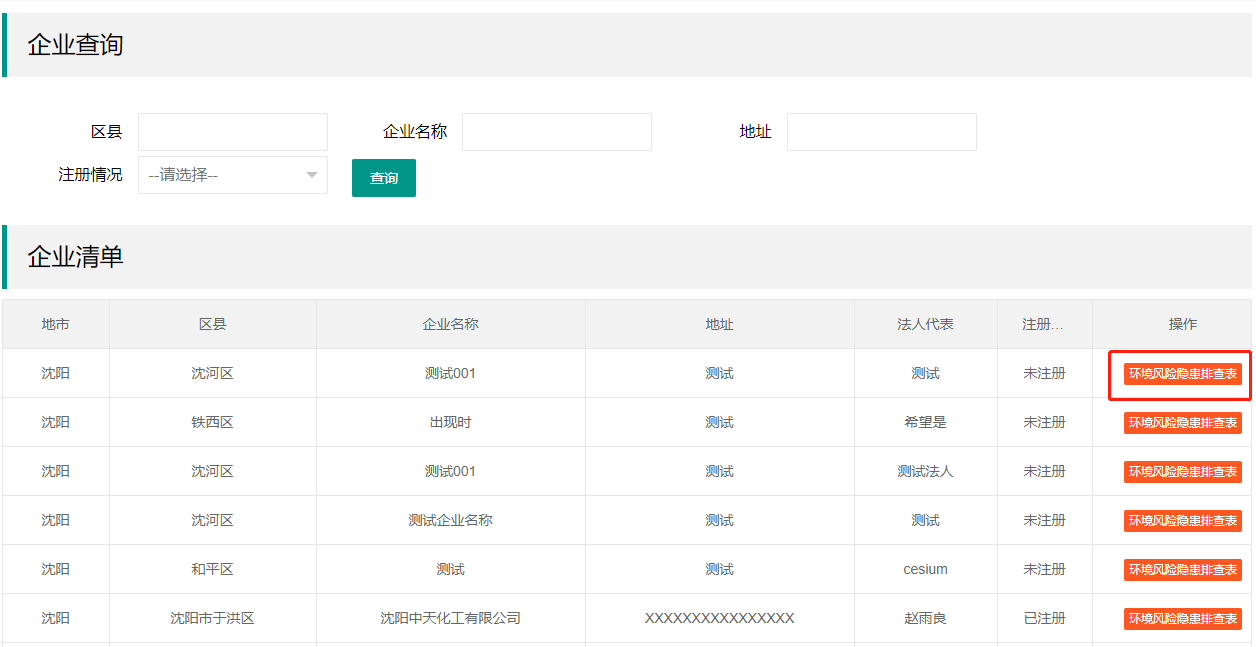 企业查询
区县 企业名称 地址
注册情况 --请选择-- 查询
企业清单
地市 区县 企业名称 地址 法人代表 注册... 操作
沈阳 沈河区 测试001 测试 测试 未注册 环境风险隐患排查表
沈阳 铁西区 出现时 测试 希望是 未注册 环境风险隐患排查表
沈阳 沈河区 测试001 测试 测试法人 未注册 环境风险隐患排查表
沈阳 沈河区 测试企业名称 测试 测试 未注册 环境风险隐患排查表
沈阳 和平区 测试 测试 cesium 未注册 环境风险隐患排查表
沈阳 沈阳市于洪区 沈阳中天化工有限公司 XXXXXXXXXXXXXXXX 赵雨良 已注册 环境风险隐患排查表